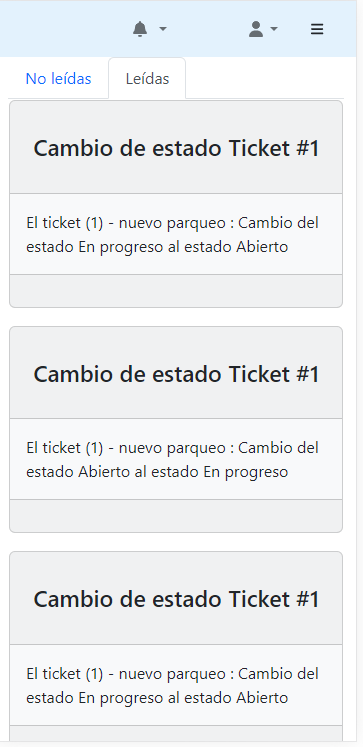 No leídas
Leídas
Cambio de estado Ticket #1
El ticket (1) - nuevo parqueo : Cambio del
estado En progreso al estado Abierto
Cambio de estado Ticket #1
El ticket (1) - nuevo parqueo : Cambio del
estado Abierto al estado En progreso
Cambio de estado Ticket #1
El ticket (1) - nuevo parqueo : Cambio del
estado En progreso al estado Abierto